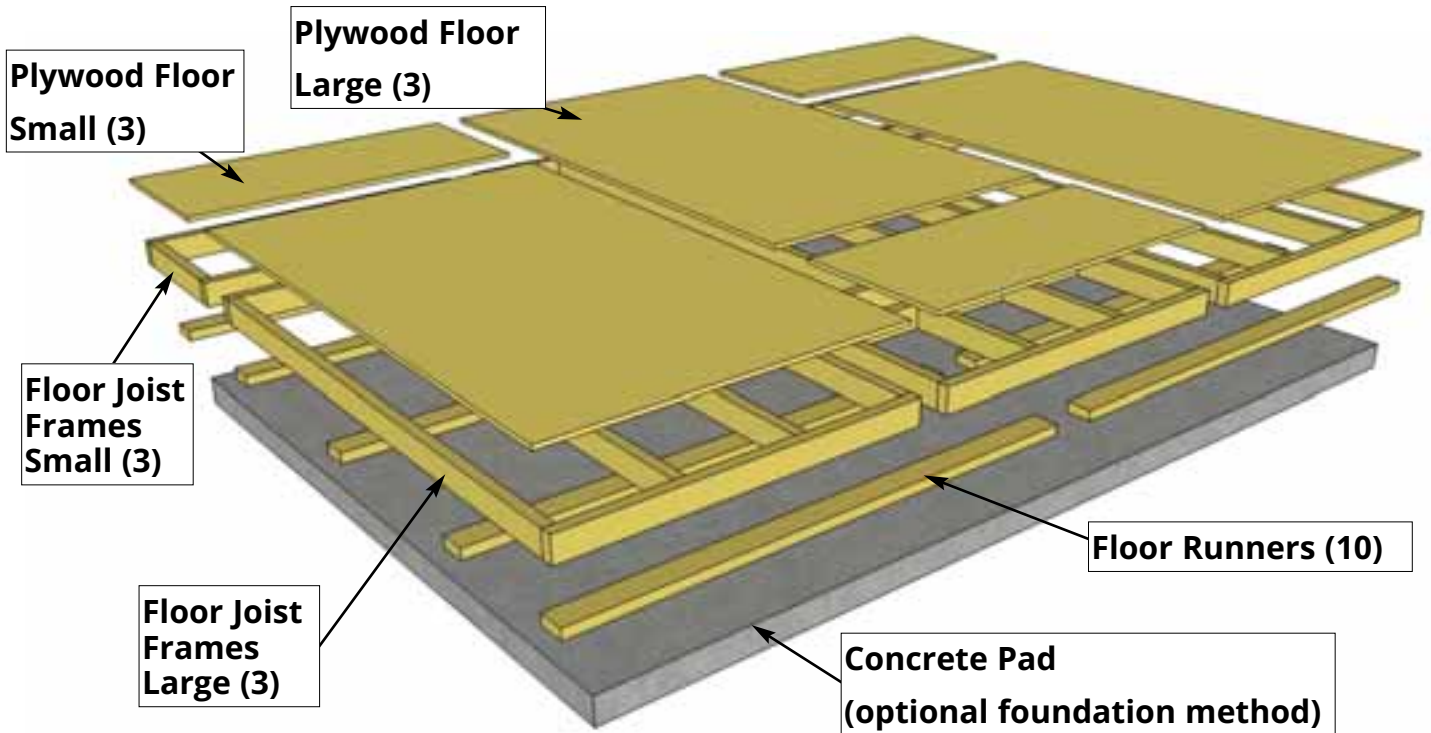 Plywood Floor
Small (3)
Plywood Floor
Large (3)
Floor Joist
Frames
Small (3)
Floor Joist
Frames
Large (3)
Floor Runners (10)
Concrete Pad
(optional foundation method)